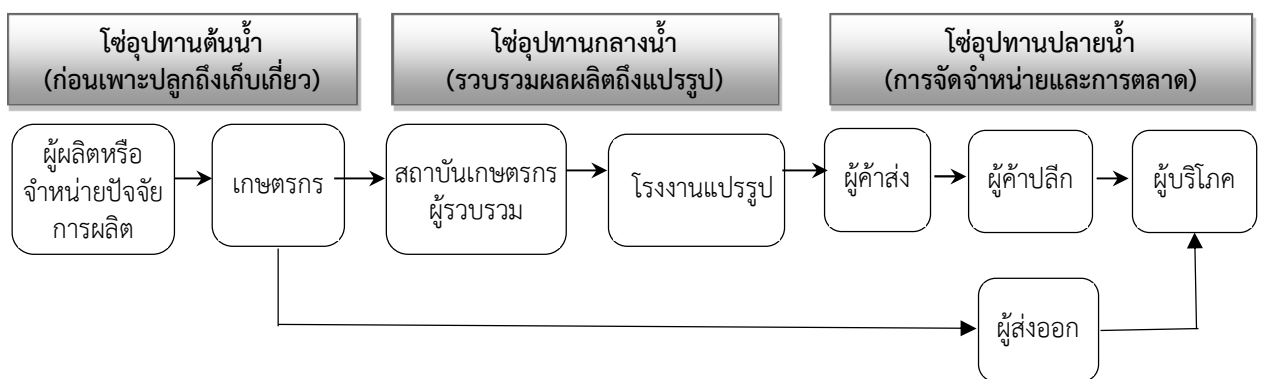 โซ่อุปทานต้นน้ำ
(ก่อนเพาะปลูกถึงเก็บเกี่ยว)
โซ่อุปทานกลางน้ำ
(รวบรวมผลผลิตถึงแปรรูป)
โซ่อุปทานปลายน้ำ
(การจัดจำหน่ายและการตลาด)
ผู้ผลิตหรือ
จำหน่ายปัจจัย
การผลิต
เกษตรกร
สถาบันเกษตรกร
ผู้รวบรวม
โรงงานแปรรูป
ผู้ค้าส่ง
ผู้ค้าปลีก
ผู้บริโภค
ผู้ส่งออก